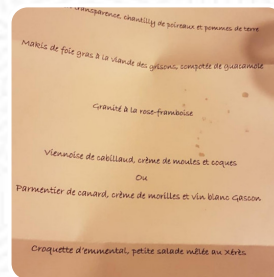 transparence, chantilly de poireaux et pommes de terre
Makis de foie gras à la viande des grisons, compotée de guacamole
Granité à la rose-framboise
Viennoise de cabillaud, crème de moules et coques
Ou
Parmentier de canard, crème de morilles et vin blanc Gascon
Croquette d'emmental, petite salade mêlée au xérès